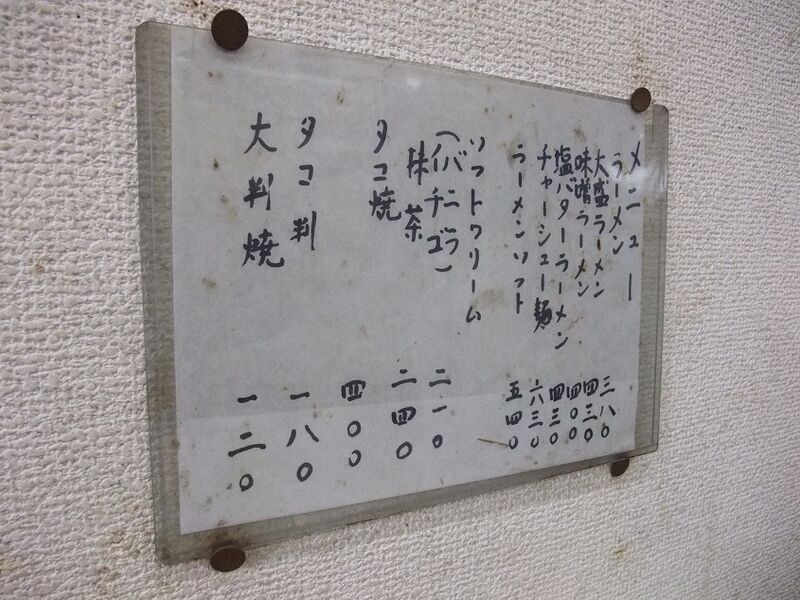 メニュー
ラーメン 三八〇
大盛ラーメン 四三〇
味噌ラーメン 四〇〇
塩バターラーメン 四三〇
チャーシュー麺 六三〇
ラーメンソフト 五四〇
ソフトクリーム
(バニラ
イチゴ) 二一〇
抹茶 二四〇
タコ焼 四〇〇
タコ判 一八〇
大判焼 一二〇